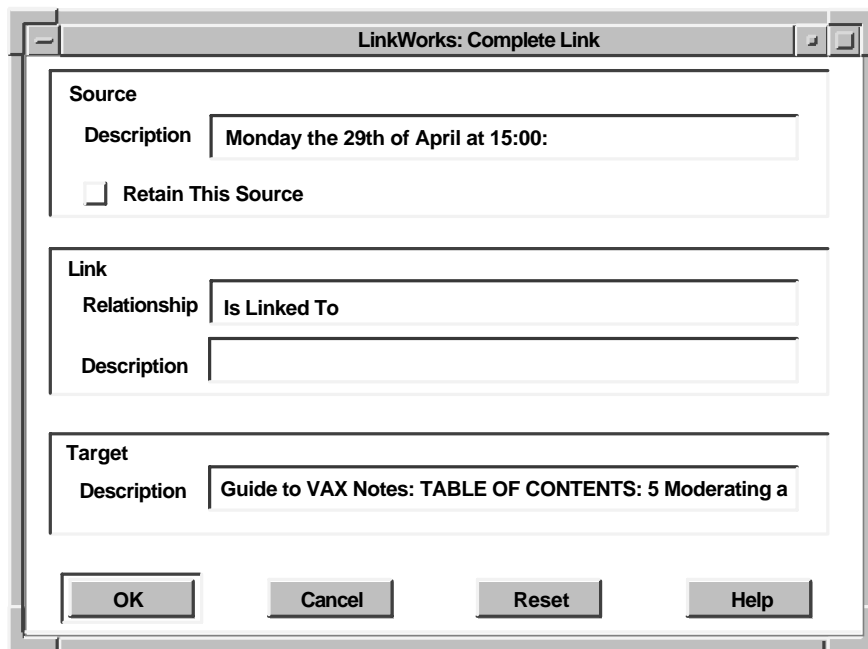 LinkWorks: Complete Link
Source
Description Monday the 29th of April at 15:00:
Retain This Source
Link
Relationship Is Linked To
Description
Target
Description Guide to VAX Notes: TABLE OF CONTENTS: 5 Moderating a
OK Cancel Reset Help